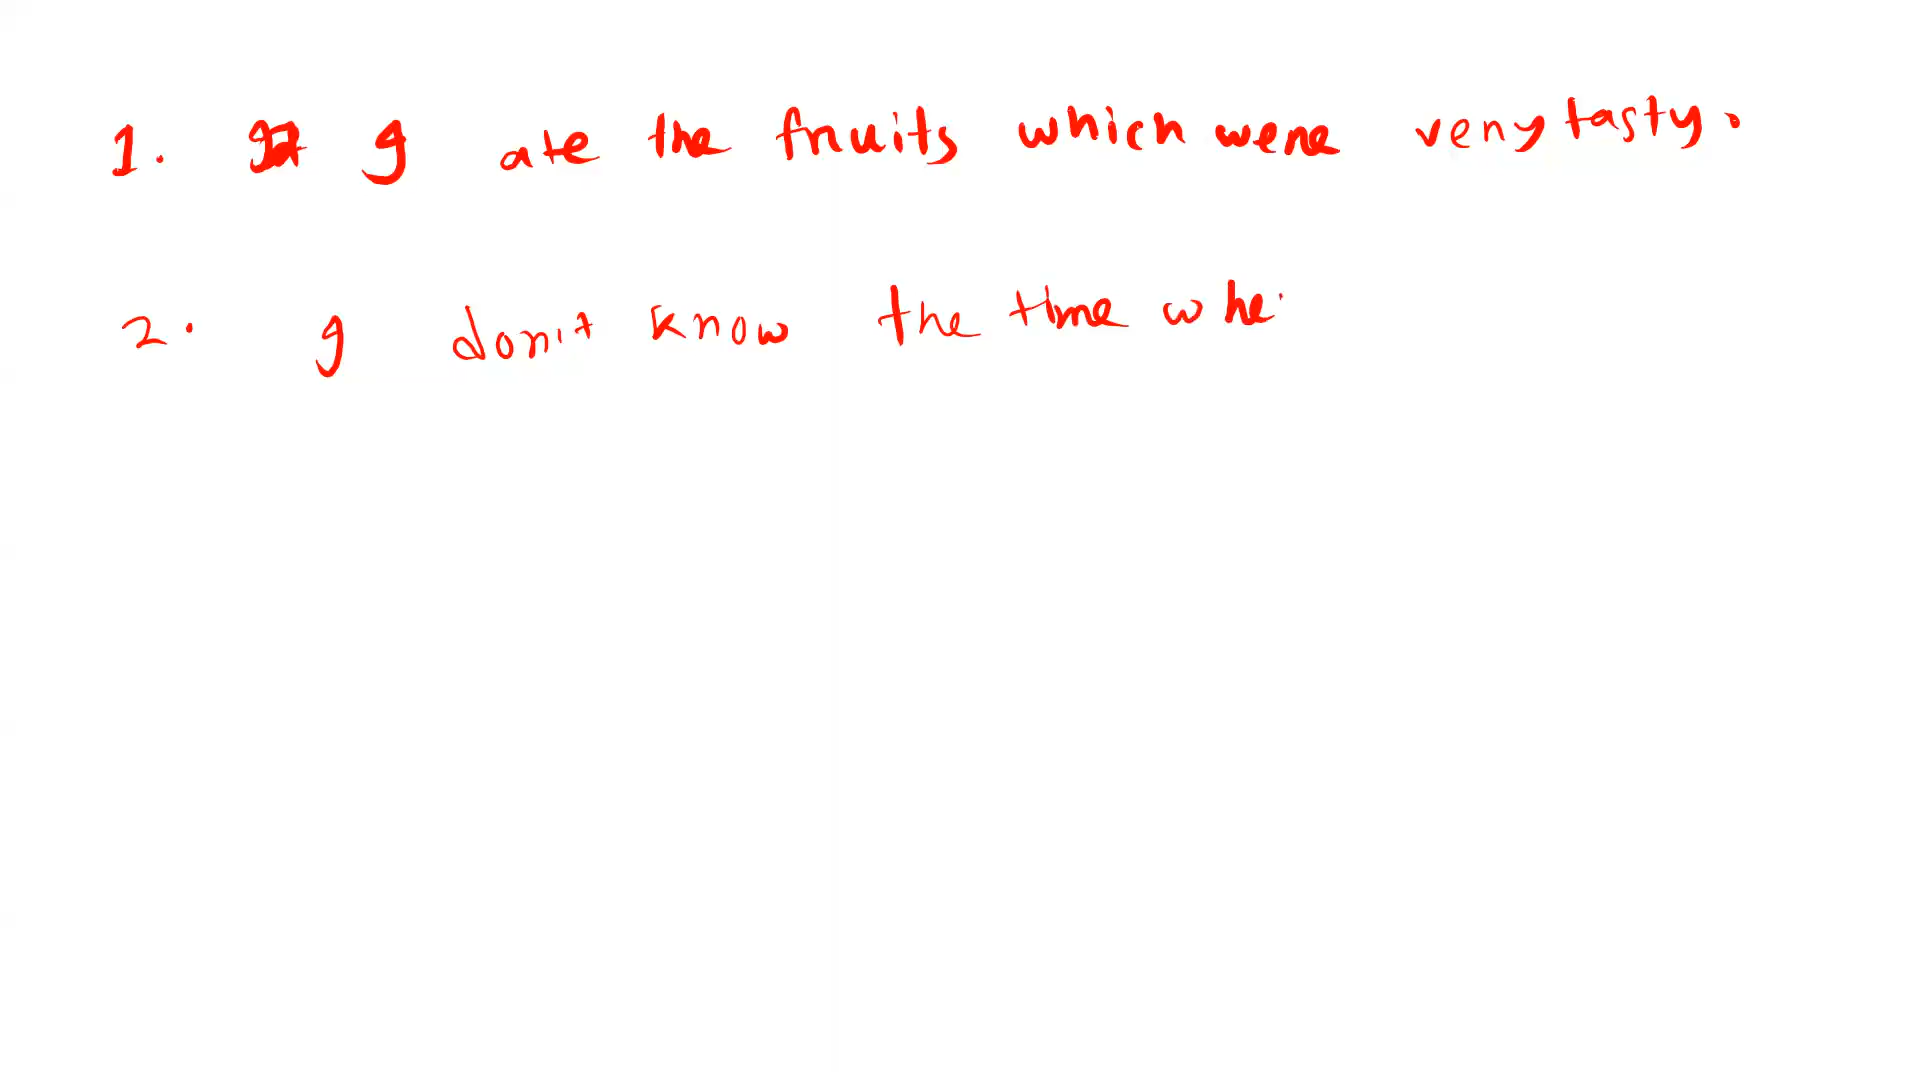 1. I ate the fruits which were very tasty.
2. I don't know the time whe